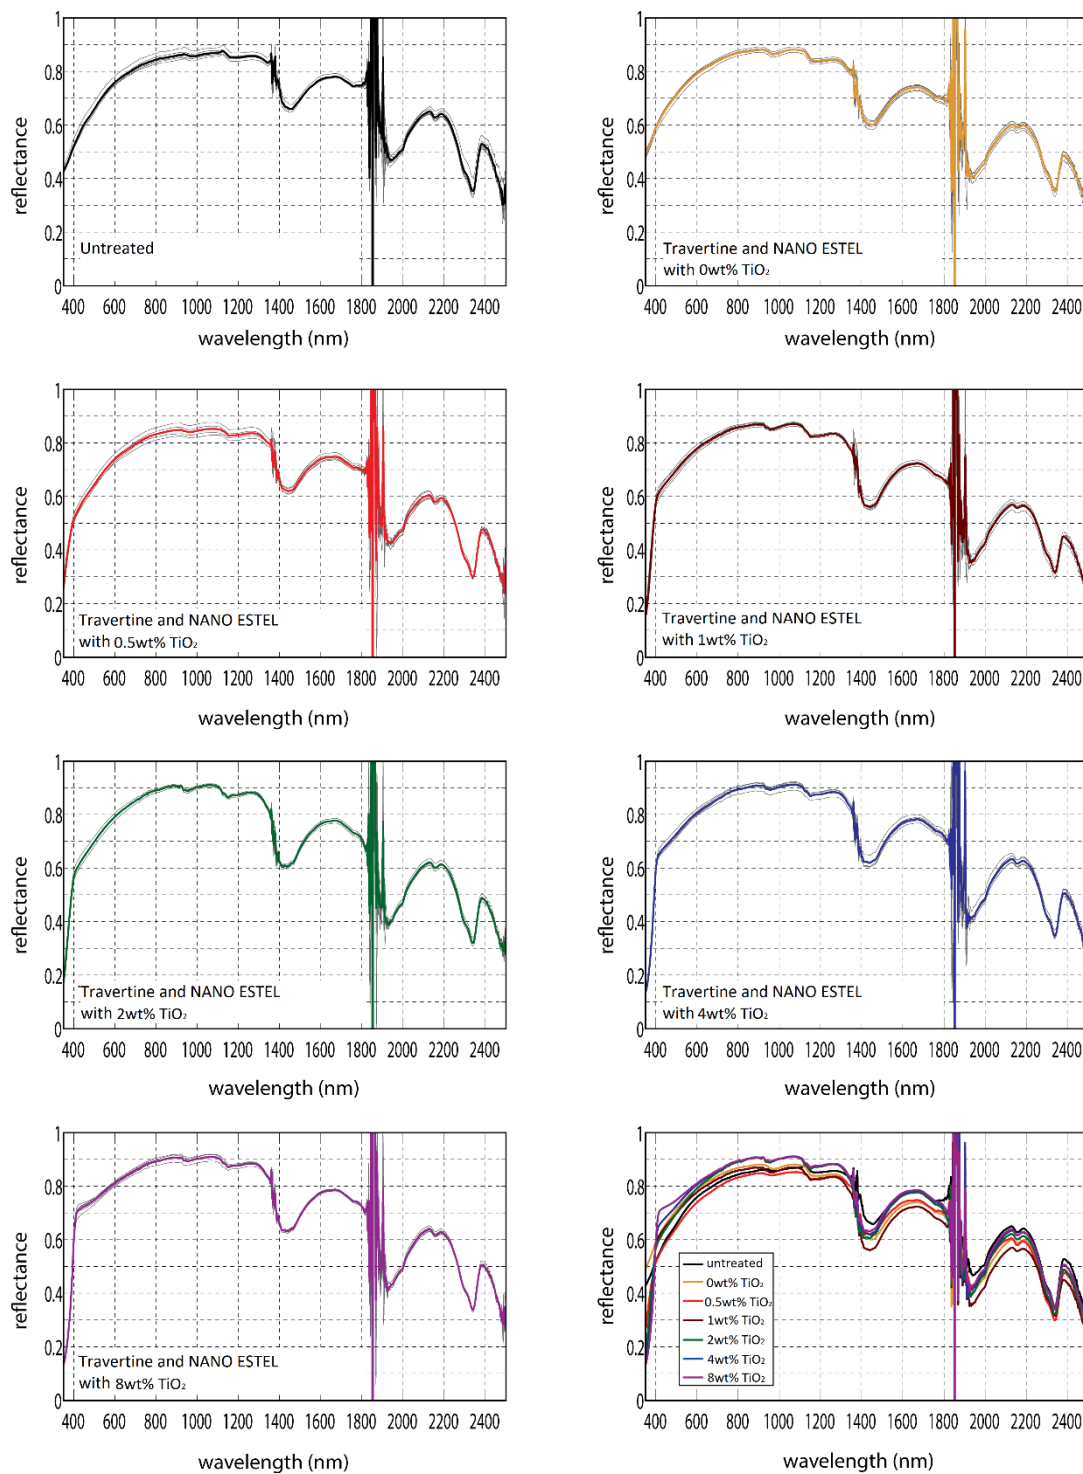 1
0.8
0.6
0.4
0.2
0
reflectance
Untreated
400 600 800 1000 1200 1400 1600 1800 2000 2200 2400
wavelength (nm)
1
0.8
0.6
0.4
0.2
0
reflectance
Travertine and NANO ESTEL
with 0wt% TiO₂
400 600 800 1000 1200 1400 1600 1800 2000 2200 2400
wavelength (nm)
1
0.8
0.6
0.4
0.2
0
reflectance
Travertine and NANO ESTEL
with 0.5wt% TiO₂
400 600 800 1000 1200 1400 1600 1800 2000 2200 2400
wavelength (nm)
1
0.8
0.6
0.4
0.2
0
reflectance
Travertine and NANO ESTEL
with 1wt% TiO₂
400 600 800 1000 1200 1400 1600 1800 2000 2200 2400
wavelength (nm)
1
0.8
0.6
0.4
0.2
0
reflectance
Travertine and NANO ESTEL
with 2wt% TiO₂
400 600 800 1000 1200 1400 1600 1800 2000 2200 2400
wavelength (nm)
1
0.8
0.6
0.4
0.2
0
reflectance
Travertine and NANO ESTEL
with 4wt% TiO₂
400 600 800 1000 1200 1400 1600 1800 2000 2200 2400
wavelength (nm)
1
0.8
0.6
0.4
0.2
0
reflectance
Travertine and NANO ESTEL
with 8wt% TiO₂
400 600 800 1000 1200 1400 1600 1800 2000 2200 2400
wavelength (nm)
1
0.8
0.6
0.4
0.2
0
reflectance
untreated
0wt% TiO₂
0.5wt% TiO₂
1wt% TiO₂
2wt% TiO₂
4wt% TiO₂
8wt% TiO₂
400 600 800 1000 1200 1400 1600 1800 2000 2200 2400
wavelength (nm)